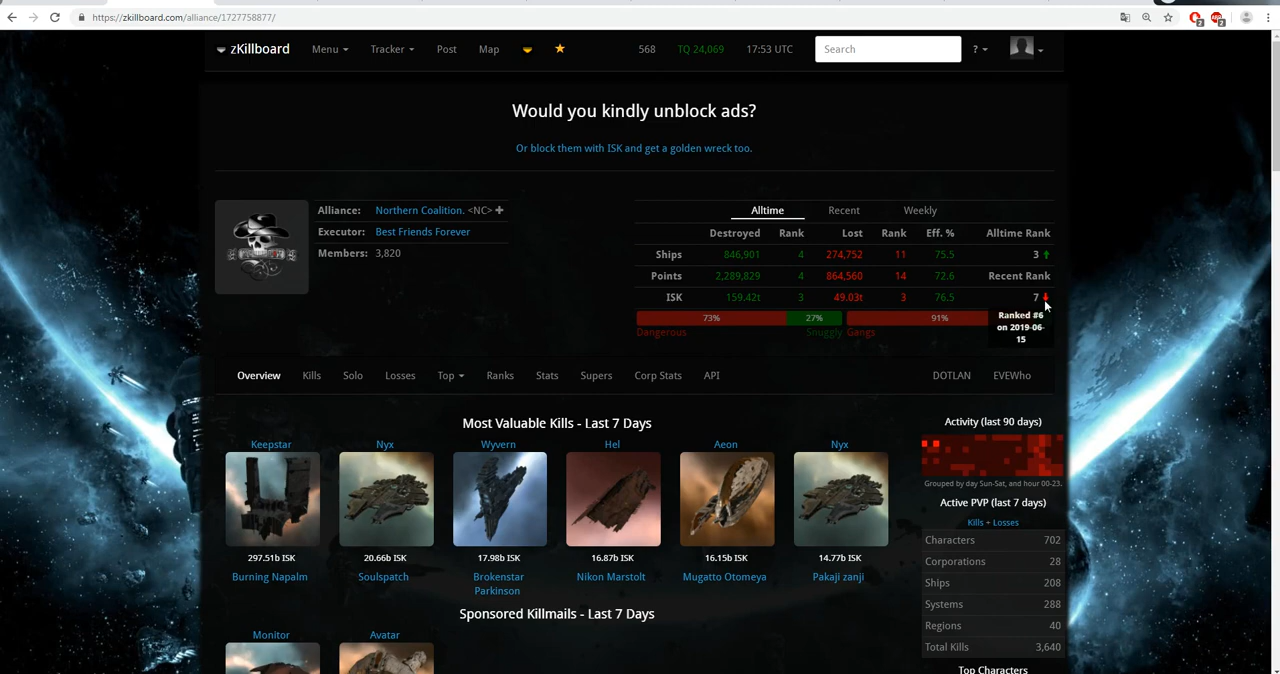 https://zkillboard.com/alliance/1727758877/
2 2
zKillboard Menu Tracker Post Map 568 TQ 24,069 17:53 UTC Search ?
Would you kindly unblock ads?
Or block them with ISK and get a golden wreck too.
Alliance: Northern Coalition. <NC>
Executor: Best Friends Forever
Members: 3,820
Alltime Recent Weekly
Destroyed Rank Lost Rank Eff. % Alltime Rank
Ships 846,901 4 274,752 11 75.5 3
Points 2,289,829 4 864,560 14 72.6 Recent Rank
ISK 159.42t 3 49.03t 3 76.5 7
73% 27% 91%
Dangerous Snuggly Gangs
Ranked #6
on 2019-06-
15
Overview Kills Solo Losses Top Ranks Stats Supers Corp Stats API DOTLAN EVEWho
Most Valuable Kills - Last 7 Days
Keepstar Nyx Wyvern Hel Aeon Nyx
297.51b ISK 20.66b ISK 17.98b ISK 16.87b ISK 16.15b ISK 14.77b ISK
Burning Napalm Soulspatch Brokenstar Parkinson Nikon Marstolt Mugatto Otomeya Pakaji zanji
Sponsored Killmails - Last 7 Days
Monitor Avatar
Activity (last 90 days)
Grouped by day Sun-Sat, and hour 00-23.
Active PVP (last 7 days)
Kills + Losses
Characters 702
Corporations 28
Ships 208
Systems 288
Regions 40
Total Kills 3,640
Top Characters